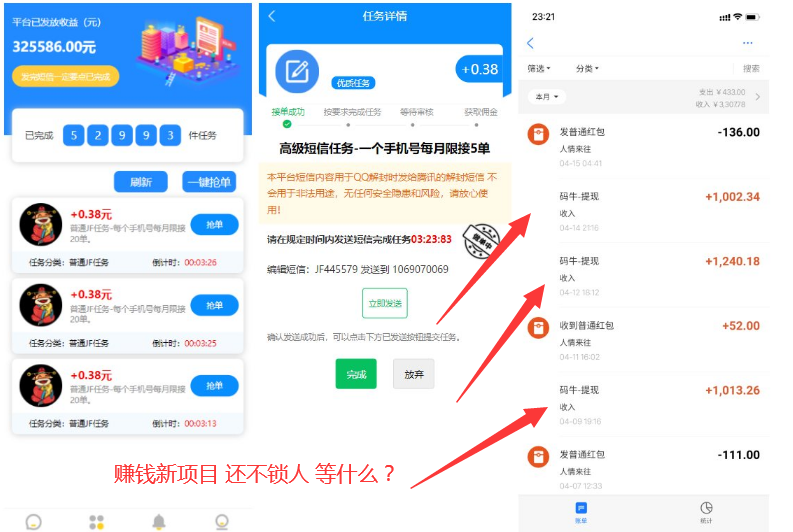 平台已发放收益（元）
325586.00元
发完短信一定要点已完成
已完成 5 2 9 9 3 件任务
刷新 一键抢单
+0.38元
普通JF任务-每个手机号每月限接20单。
抢单
任务分类：普通JF任务 倒计时：00:03:26
+0.38元
普通JF任务-每个手机号每月限接20单。
抢单
任务分类：普通JF任务 倒计时：00:03:25
+0.38元
普通JF任务-每个手机号每月限接20单。
抢单
任务分类：普通JF任务 倒计时：00:03:13
任务详情
优质任务
+0.38
接单成功 按要求完成任务 等待审核 获取佣金
高级短信任务-一个手机号每月限接5单
本平台短信内容用于QQ解封时发给腾讯的解封短信 不
会用于非法用途，无任何安全隐患和风险，请放心使
用！
请在规定时间内发送短信完成任务03:23:83
做单中
编辑短信：JF445579 发送到 1069070069
立即发送
确认发送成功后，可以点击下方已发送按钮提交任务。
完成 放弃
23:21
筛选 分类 搜索
本月
支出 ￥433.00
收入 ￥3,307.78
发普通红包 -136.00
人情来往
04-15 04:41
码牛-提现 +1,002.34
收入
04-14 21:16
码牛-提现 +1,240.18
收入
04-12 18:12
收到普通红包 +52.00
人情来往
04-11 16:02
码牛-提现 +1,013.26
收入
04-09 19:16
发普通红包 -111.00
人情来往
04-07 12:33
账单 统计
赚钱新项目 还不锁人 等什么？